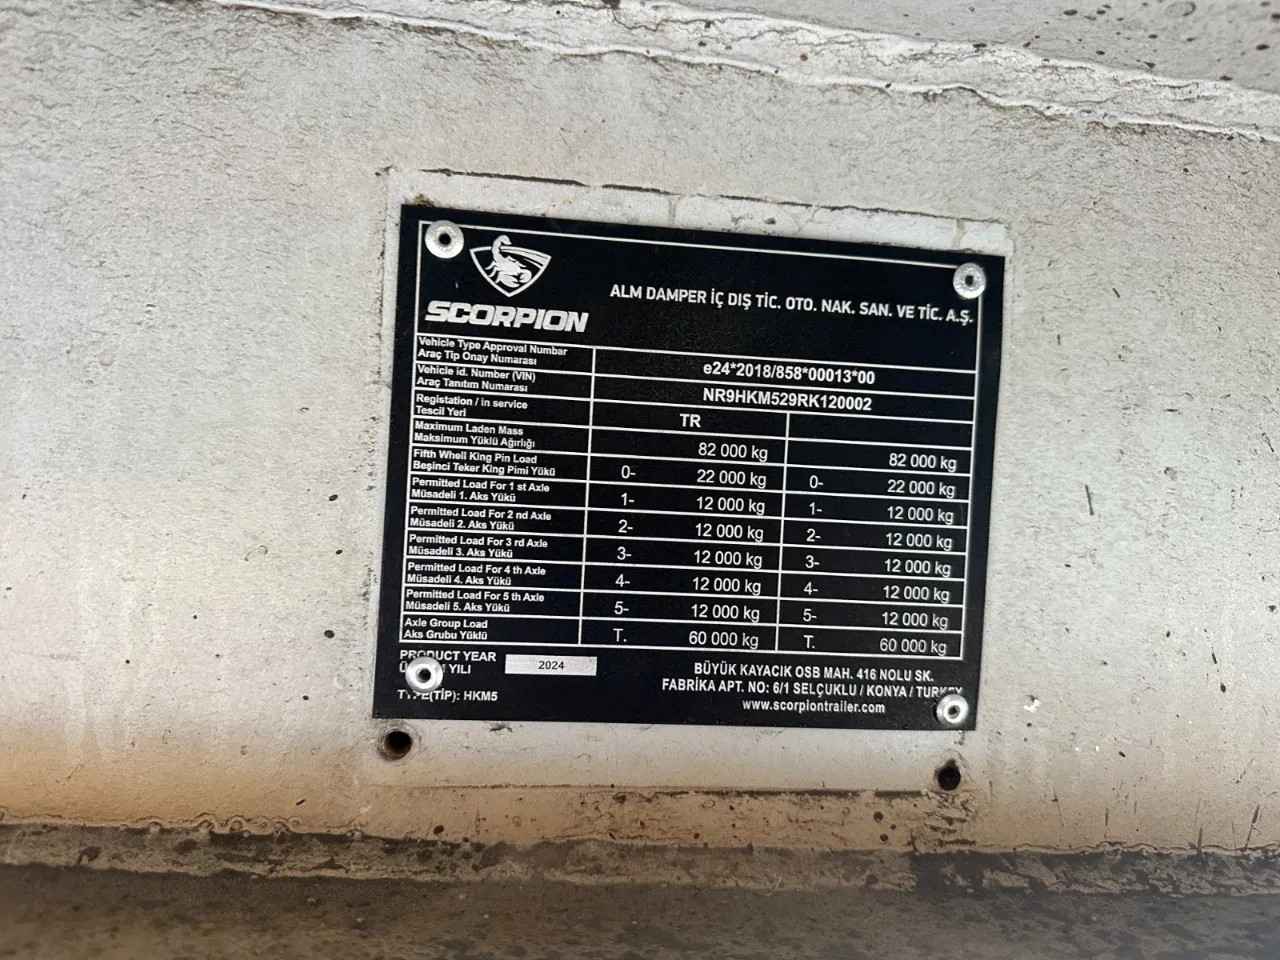 SCORPION
ALM DAMPER İÇ DIŞ TİC. OTO. NAK. SAN. VE TİC. A.Ş.
Vehicle Type Approval Numbar
Araç Tip Onay Numarası
e24*2018/858*00013*00
Vehicle id. Number (VIN)
Araç Tanıtım Numarası
NR9HKM529RK120002
Registation / in service
Tescil Yeri
TR
Maximum Laden Mass
Maksimum Yüklü Ağırlığı
82 000 kg 82 000 kg
Fifth Whell King Pin Load
Beşinci Teker King Pimi Yükü
0- 22 000 kg 0- 22 000 kg
Permitted Load For 1 st Axle
Müsadeli 1. Aks Yükü
1- 12 000 kg 1- 12 000 kg
Permitted Load For 2 nd Axle
Müsadeli 2. Aks Yükü
2- 12 000 kg 2- 12 000 kg
Permitted Load For 3 rd Axle
Müsadeli 3. Aks Yükü
3- 12 000 kg 3- 12 000 kg
Permitted Load For 4 th Axle
Müsadeli 4. Aks Yükü
4- 12 000 kg 4- 12 000 kg
Permitted Load For 5 th Axle
Müsadeli 5. Aks Yükü
5- 12 000 kg 5- 12 000 kg
Axle Group Load
Aks Grubu Yüklü
T. 60 000 kg T. 60 000 kg
PRODUCT YEAR
YILI
2024
TYPE(TİP): HKM5
BÜYÜK KAYACIK OSB MAH. 416 NOLU SK.
FABRİKA APT. NO: 6/1 SELÇUKLU / KONYA / TURKEY
www.scorpiontrailer.com